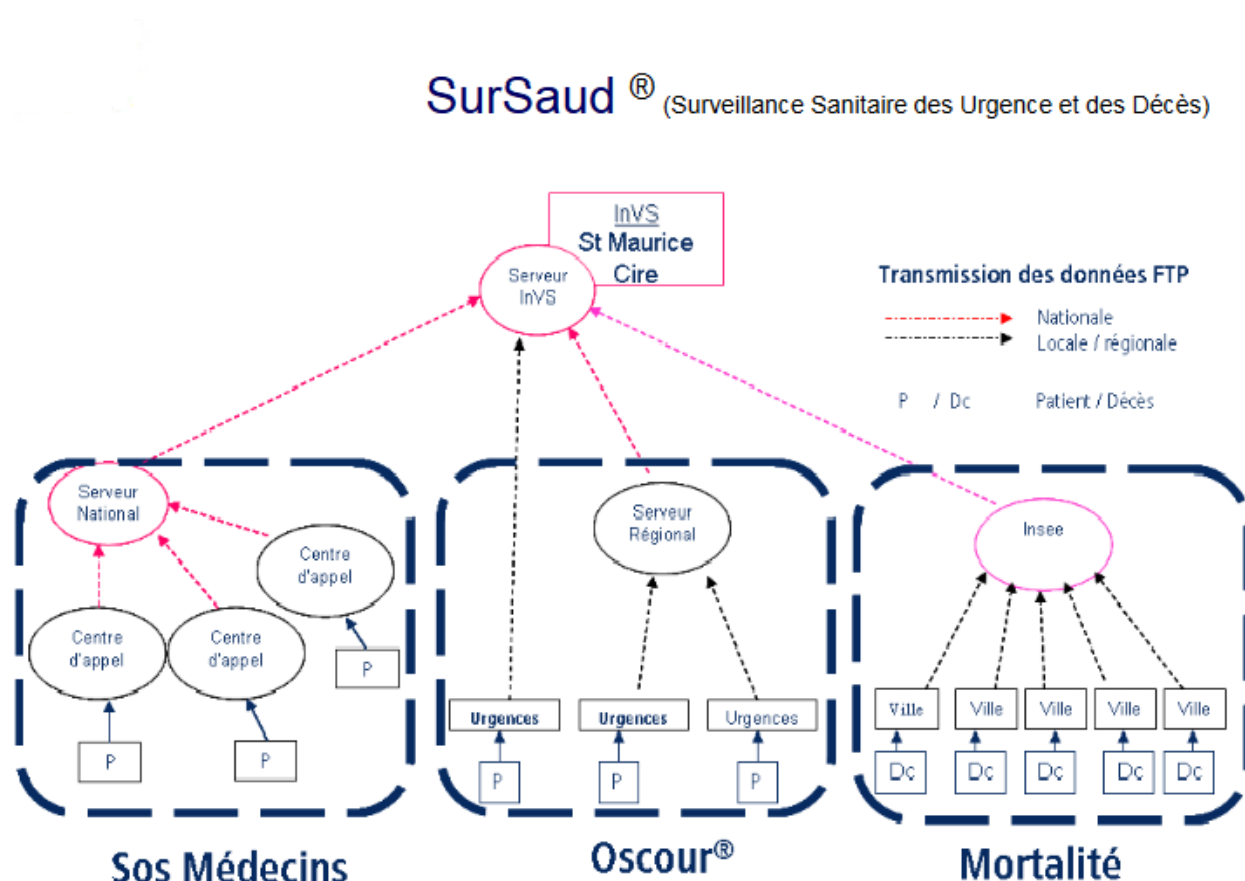 SurSaud ® (Surveillance Sanitaire des Urgence et des Décès)
InVS
St Maurice
Cire
Serveur
InVS
Transmission des données FTP
Nationale
Locale / régionale
P / Dc Patient / Décès
Serveur
National
Centre
d'appel
Centre
d'appel
Centre
d'appel
P
P
P
Serveur
Régional
Urgences
Urgences
Urgences
P
P
P
Insee
Ville
Ville
Ville
Ville
Ville
Dc
Dc
Dc
Dc
Dc
Sos Médecins
Oscour®
Mortalité